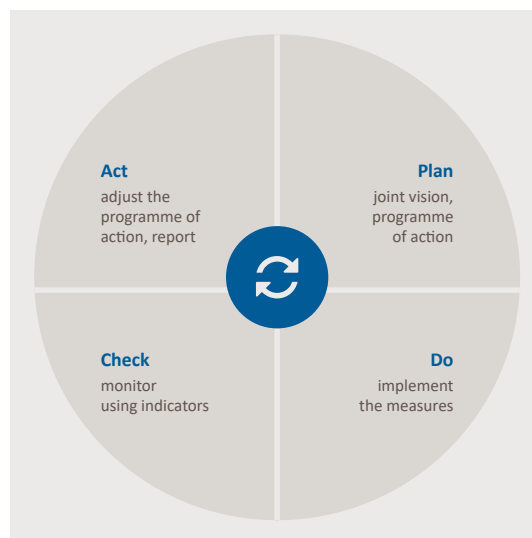 Act
adjust the
programme of
action, report
Plan
joint vision,
programme
of action
Check
monitor
using indicators
Do
implement
the measures